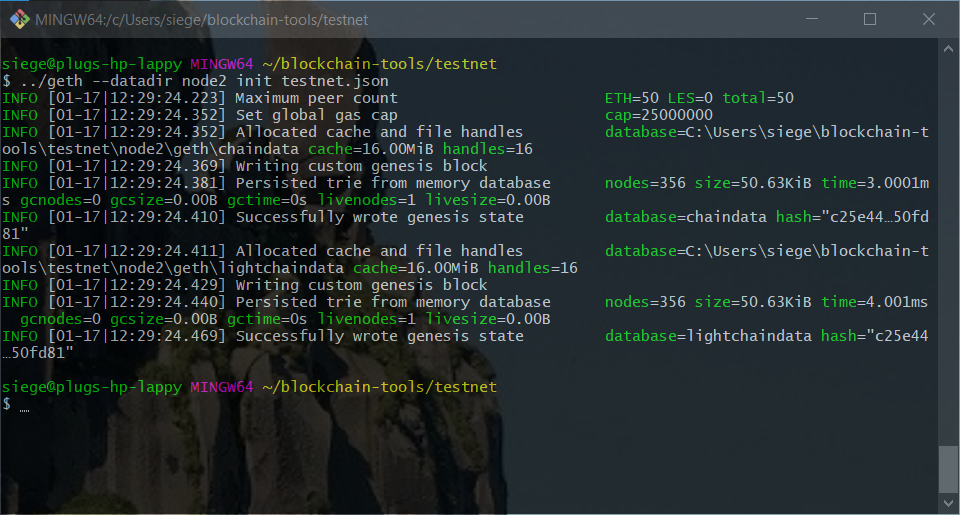 MINGW64:/c/Users/siege/blockchain-tools/testnet
siege@plugs-hp-lappy MINGW64 ~/blockchain-tools/testnet
$ ../geth --datadir node2 init testnet.json
INFO [01-17|12:29:24.223] Maximum peer count                       ETH=50 LES=0 total=50
INFO [01-17|12:29:24.352] Set global gas cap                       cap=25000000
INFO [01-17|12:29:24.352] Allocated cache and file handles         database=C:\Users\siege\blockchain-t
ools\testnet\node2\geth\chaindata cache=16.00MiB handles=16
INFO [01-17|12:29:24.369] Writing custom genesis block
INFO [01-17|12:29:24.381] Persisted trie from memory database      nodes=356 size=50.63KiB time=3.0001m
s gcnodes=0 gcsize=0.00B gctime=0s livenodes=1 livesize=0.00B
INFO [01-17|12:29:24.410] Successfully wrote genesis state         database=chaindata hash="c25e44…50fd
81"
INFO [01-17|12:29:24.411] Allocated cache and file handles         database=C:\Users\siege\blockchain-t
ools\testnet\node2\geth\lightchaindata cache=16.00MiB handles=16
INFO [01-17|12:29:24.429] Writing custom genesis block
INFO [01-17|12:29:24.440] Persisted trie from memory database      nodes=356 size=50.63KiB time=4.001ms
  gcnodes=0 gcsize=0.00B gctime=0s livenodes=1 livesize=0.00B
INFO [01-17|12:29:24.469] Successfully wrote genesis state         database=lightchaindata hash="c25e44
…50fd81"
siege@plugs-hp-lappy MINGW64 ~/blockchain-tools/testnet
$